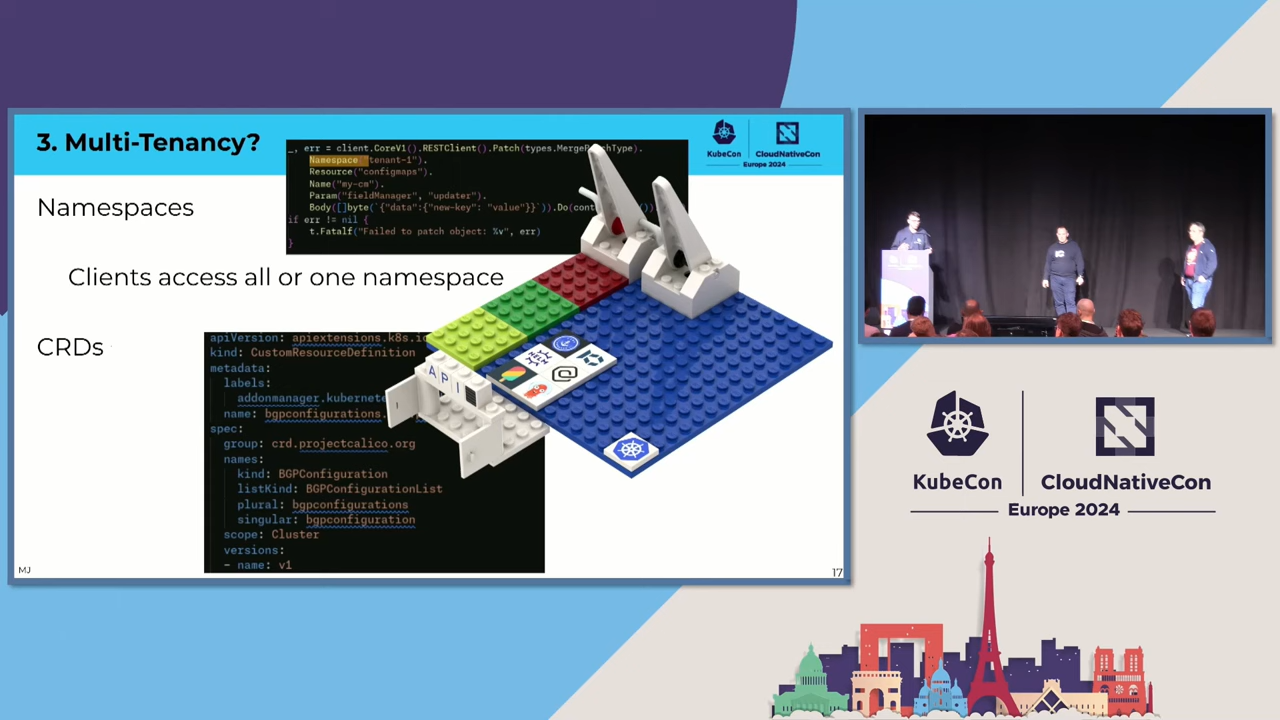 3. Multi-Tenancy?
KubeCon
CloudNativeCon
Europe 2024
_, err = client.CoreV1().RESTClient().Patch(types.MergePatchType).
Namespace("tenant-1").
Resource("configmaps").
Name("my-cm").
Param("fieldManager", "updater").
Body([]byte(`{"data":{"new-key": "value"}}`)).Do(cont
if err != nil {
t.Fatalf("Failed to patch object: %v", err)
}
Namespaces
Clients access all or one namespace
CRDs
apiVersion: apiextensions.k8s.io
kind: CustomResourceDefinition
metadata:
labels:
addonmanager.kubernete
name: bgpconfigurations.
spec:
group: crd.projectcalico.org
names:
kind: BGPConfiguration
listKind: BGPConfigurationList
plural: bgpconfigurations
singular: bgpconfiguration
scope: Cluster
versions:
- name: v1
API
HELM
MJ
17
KubeCon
CloudNativeCon
Europe 2024